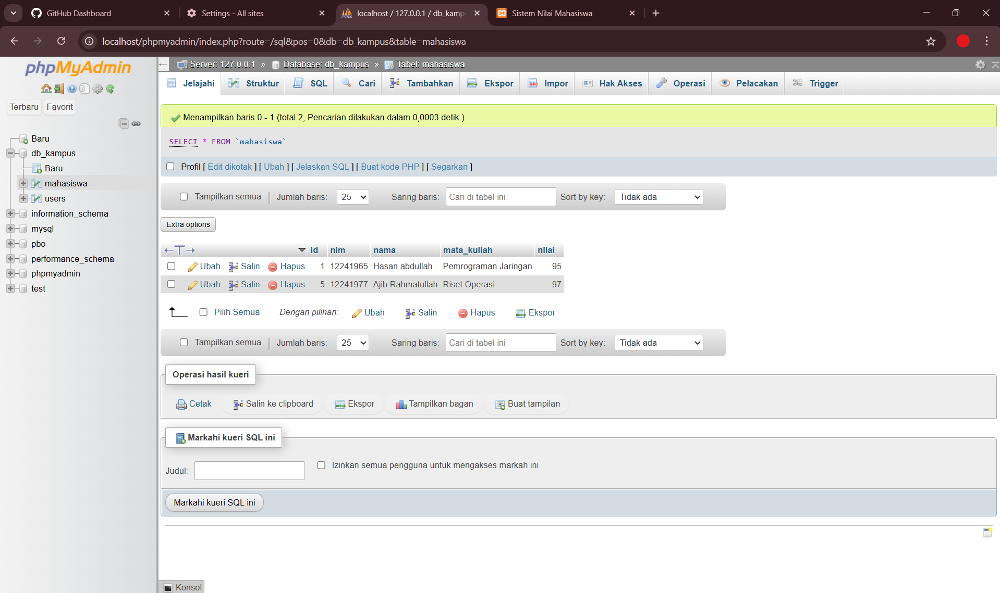 GitHub Dashboard
Settings - All sites
localhost / 127.0.0.1 / db_kamp
Sistem Nilai Mahasiswa
localhost/phpmyadmin/index.php?route=/sql&pos=0&db=db_kampus&table=mahasiswa
phpMyAdmin
Terbaru Favorit
Baru
db_kampus
Baru
mahasiswa
users
information_schema
mysql
pbo
performance_schema
phpmyadmin
test
Server: 127.0.0.1 » Database: db_kampus » Tabel: mahasiswa
Jelajahi Struktur SQL Cari Tambahkan Ekspor Impor Hak Akses Operasi Pelacakan Trigger
Menampilkan baris 0 - 1 (total 2, Pencarian dilakukan dalam 0,0003 detik.)
SELECT * FROM `mahasiswa`
Profil [ Edit dikotak ] [ Ubah ] [ Jelaskan SQL ] [ Buat kode PHP ] [ Segarkan ]
Tampilkan semua Jumlah baris: 25 Saring baris: Cari di tabel ini Sort by key: Tidak ada
Extra options
←T→ id nim nama mata_kuliah nilai
Ubah Salin Hapus 1 12241965 Hasan abdullah Pemrograman Jaringan 95
Ubah Salin Hapus 5 12241977 Ajib Rahmatullah Riset Operasi 97
Pilih Semua Dengan pilihan: Ubah Salin Hapus Ekspor
Tampilkan semua Jumlah baris: 25 Saring baris: Cari di tabel ini Sort by key: Tidak ada
Operasi hasil kueri
Cetak Salin ke clipboard Ekspor Tampilkan bagan Buat tampilan
Markahi kueri SQL ini
Judul: Izinkan semua pengguna untuk mengakses markah ini
Markahi kueri SQL ini
Konsol